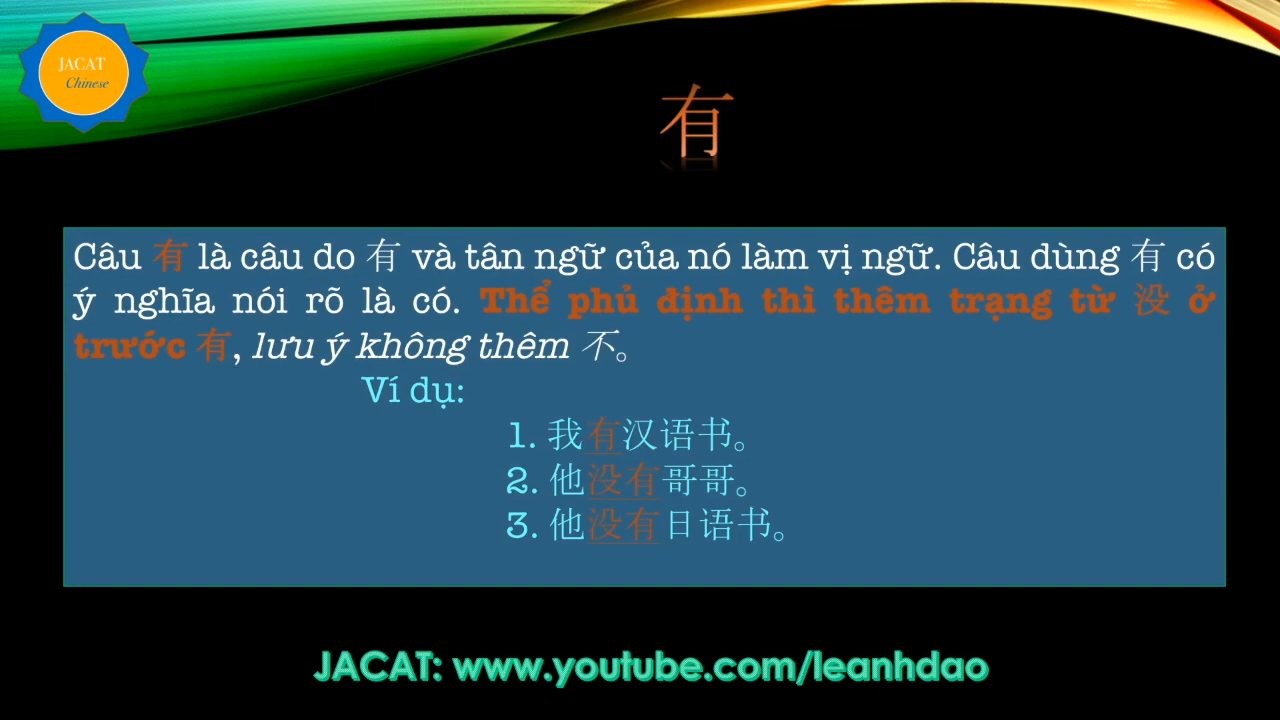 JACAT
Chinese
有
Câu 有 là câu do 有 và tân ngữ của nó làm vị ngữ. Câu dùng 有 có
ý nghĩa nói rõ là có. Thể phủ định thì thêm trạng từ 没 ở
trước 有, lưu ý không thêm 不。
Ví dụ:
1. 我有汉语书。
2. 他没有哥哥。
3. 他没有日语书。
JACAT: www.youtube.com/leanhdao